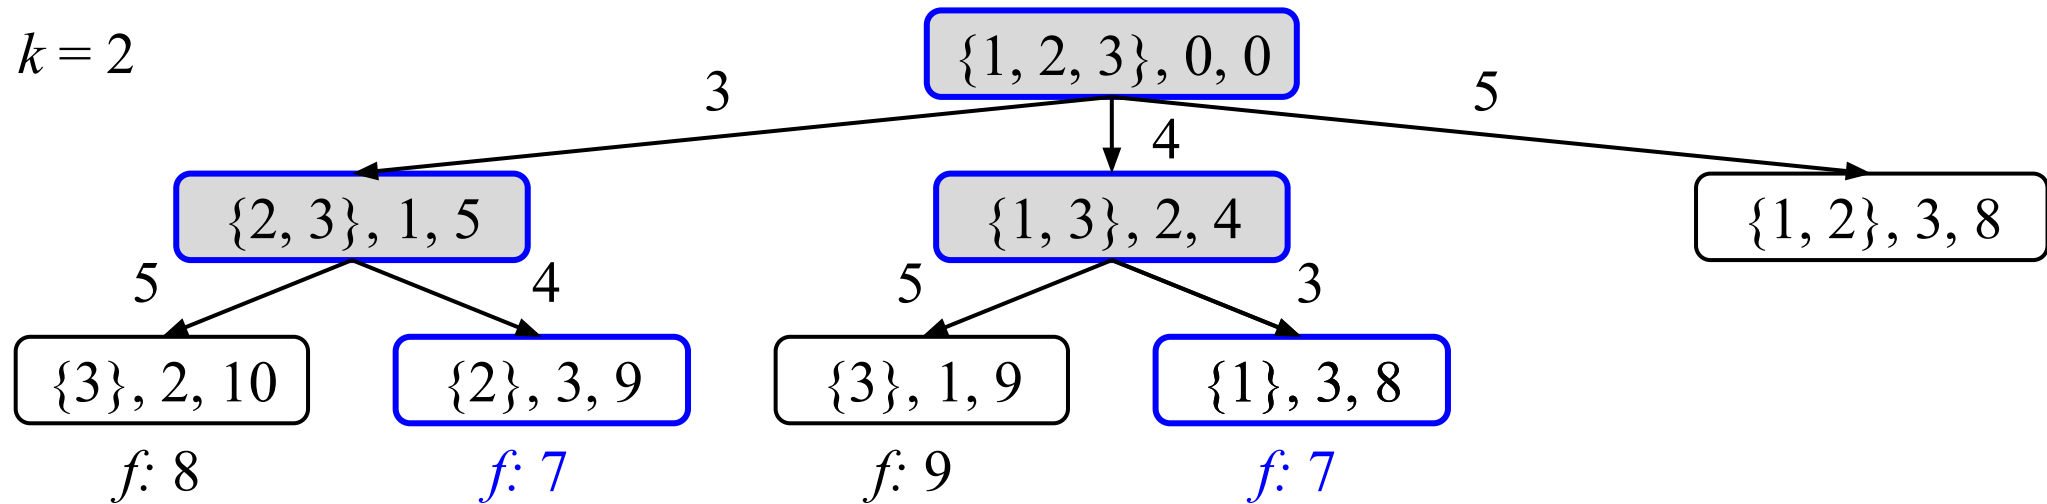 k = 2
{1, 2, 3}, 0, 0
3
4
5
{2, 3}, 1, 5
{1, 3}, 2, 4
{1, 2}, 3, 8
5
4
5
3
{3}, 2, 10
{2}, 3, 9
{3}, 1, 9
{1}, 3, 8
f: 8
f: 7
f: 9
f: 7